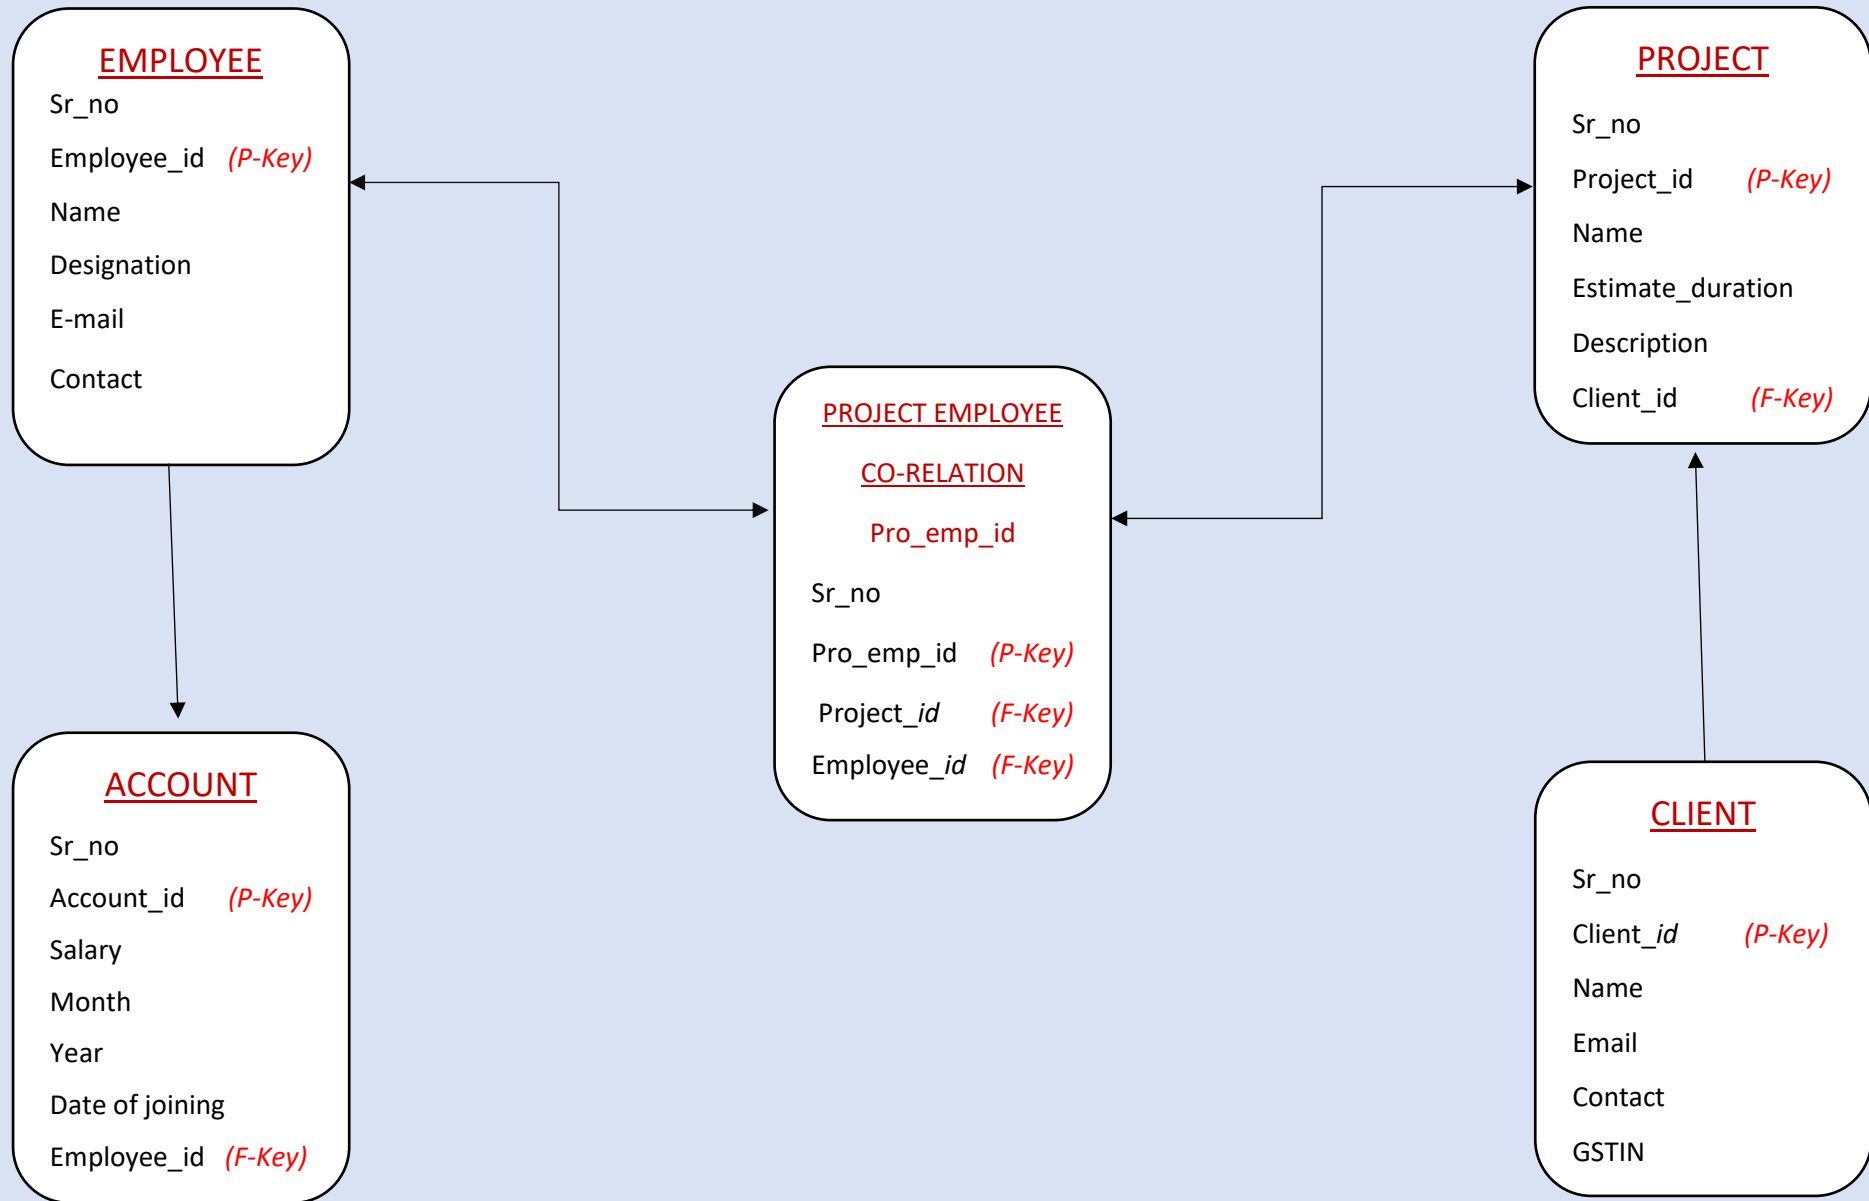 EMPLOYEE
Sr_no
Employee_id (P-Key)
Name
Designation
E-mail
Contact
PROJECT
Sr_no
Project_id (P-Key)
Name
Estimate_duration
Description
Client_id (F-Key)
PROJECT EMPLOYEE
CO-RELATION
Pro_emp_id
Sr_no
Pro_emp_id (P-Key)
Project_id (F-Key)
Employee_id (F-Key)
ACCOUNT
Sr_no
Account_id (P-Key)
Salary
Month
Year
Date of joining
Employee_id (F-Key)
CLIENT
Sr_no
Client_id (P-Key)
Name
Email
Contact
GSTIN